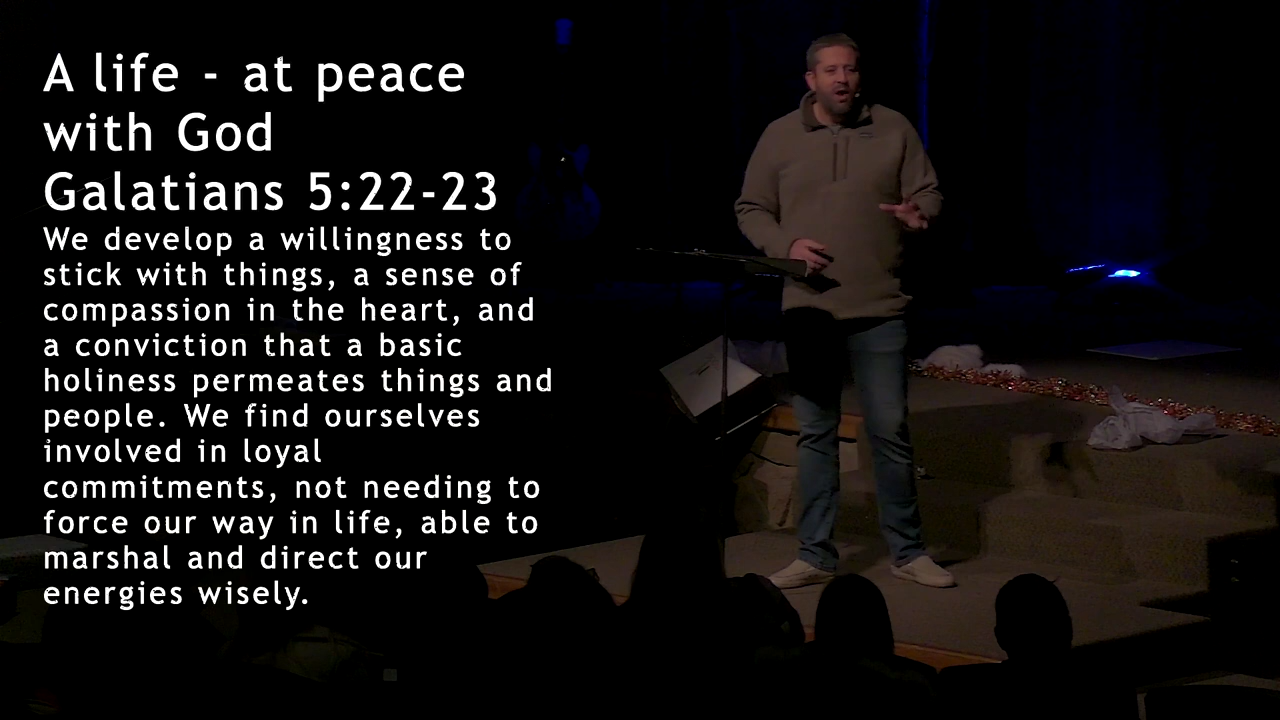 A life - at peace
with God
Galatians 5:22-23
We develop a willingness to
stick with things, a sense of
compassion in the heart, and
a conviction that a basic
holiness permeates things and
people. We find ourselves
involved in loyal
commitments, not needing to
force our way in life, able to
marshal and direct our
energies wisely.